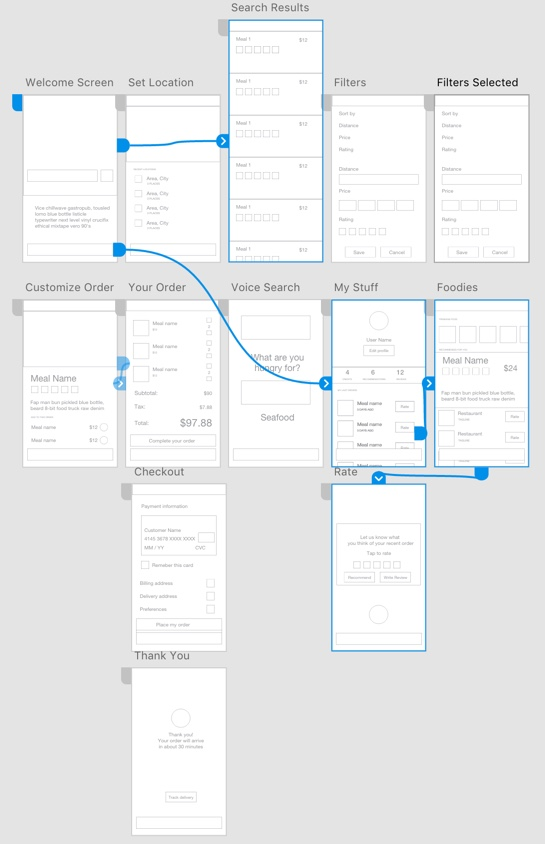 Search Results
Meal 1 $12
Meal 1 $12
Meal 1 $12
Meal 1 $12
Meal 1 $12
Meal 1 $12
Welcome Screen
Vice chillwave gastropub, tousled
lomo blue bottle listicle
typewriter next level vinyl crucifix
ethical mixtape vero 90's
Set Location
Area, City
Area, City
Area, City
Area, City
Filters
Sort by
Distance
Price
Rating
Distance
Price
Rating
Save Cancel
Filters Selected
Sort by
Distance
Price
Rating
Distance
Price
Rating
Save Cancel
Customize Order
Meal Name
Fap man bun pickled blue bottle,
beard 8-bit food truck raw denim
Meal name $12
Meal name $12
Your Order
Meal name
Meal name
Meal name
Subtotal: $90
Tax: $7.88
Total: $97.88
Complete your order
Voice Search
What are you
hungry for?
Seafood
My Stuff
User Name
Edit profile
4 6 12
Meal name Rate
Meal name Rate
Meal name
Foodies
Meal Name $24
Fap man bun pickled blue bottle,
beard 8-bit food truck raw denim
Restaurant Rate
Restaurant Rate
Checkout
Payment information
Customer Name
4145 5678 XXXX XXXX
MM / YY CVC
Remeber this card
Billing address
Delivery address
Preferences
Place my order
Rate
Let us know what
you think of your recent order
Tap to rate
Recommend Write Review
Thank You
Thank you!
Your order will arrive
in about 30 minutes
Track delivery